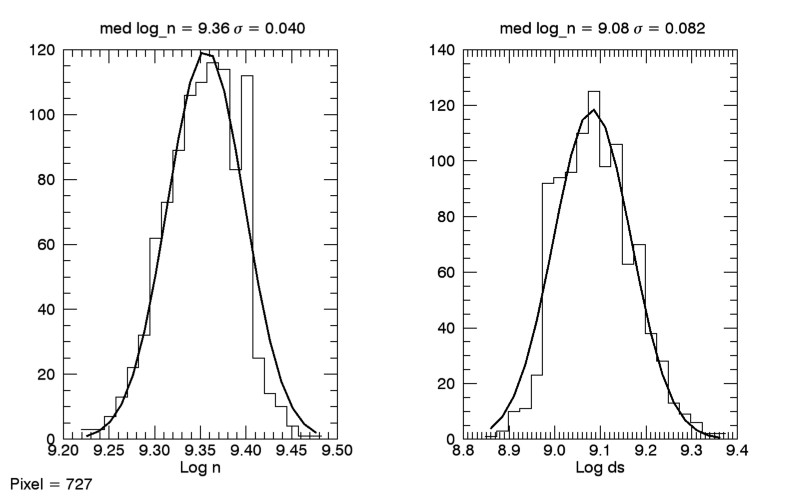 med log_n = 9.36 σ = 0.040
120
100
80
60
40
20
0
9.20 9.25 9.30 9.35 9.40 9.45 9.50
Log n
med log_n = 9.08 σ = 0.082
140
120
100
80
60
40
20
0
8.8 8.9 9.0 9.1 9.2 9.3 9.4
Log ds
Pixel = 727